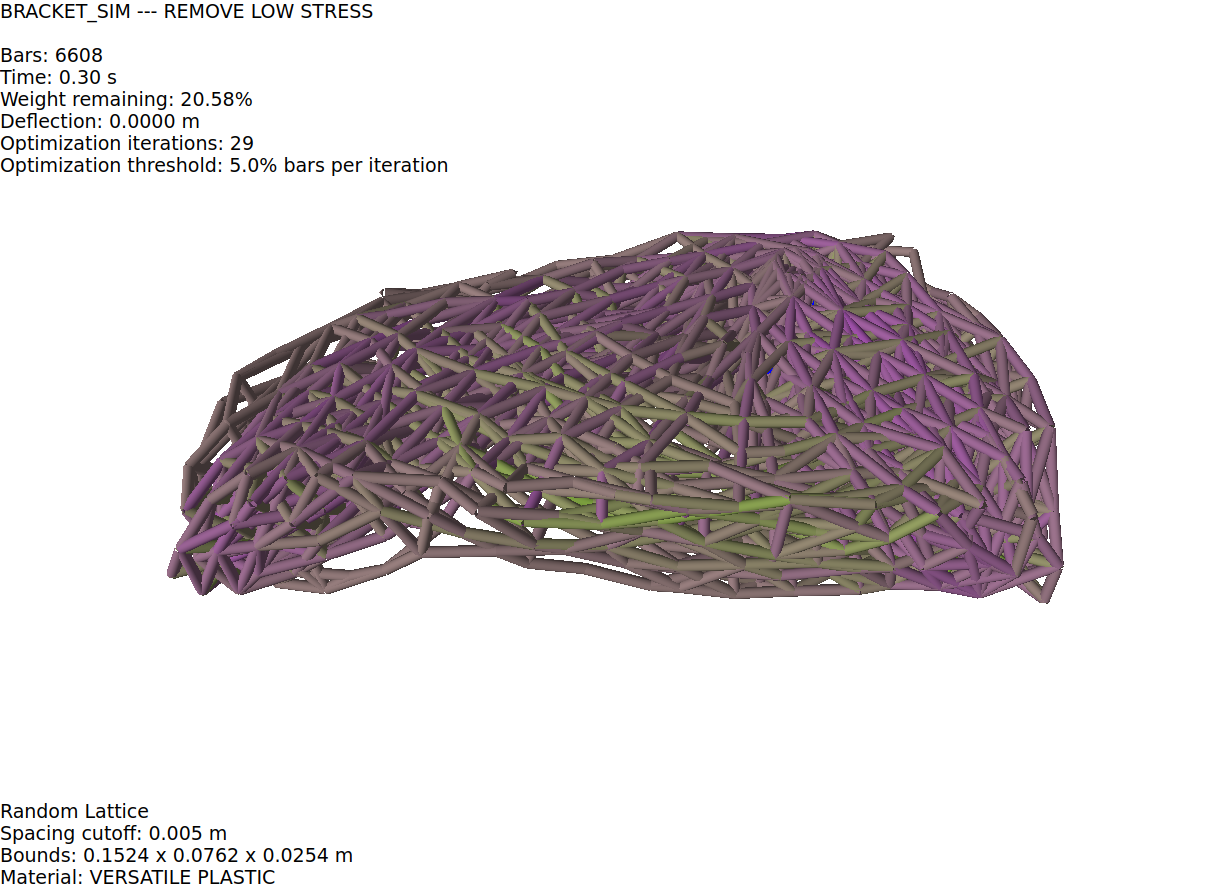 BRACKET_SIM --- REMOVE LOW STRESS
Bars: 6608
Time: 0.30 s
Weight remaining: 20.58%
Deflection: 0.0000 m
Optimization iterations: 29
Optimization threshold: 5.0% bars per iteration
Random Lattice
Spacing cutoff: 0.005 m
Bounds: 0.1524 x 0.0762 x 0.0254 m
Material: VERSATILE PLASTIC